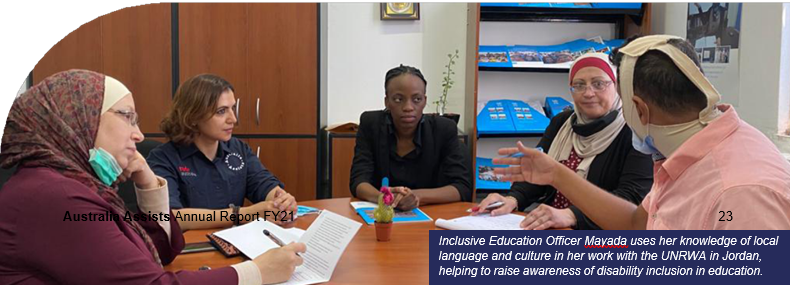 Australia Assists Annual Report FY21
23
Inclusive Education Officer Mayada uses her knowledge of local
language and culture in her work with the UNRWA in Jordan,
helping to raise awareness of disability inclusion in education.